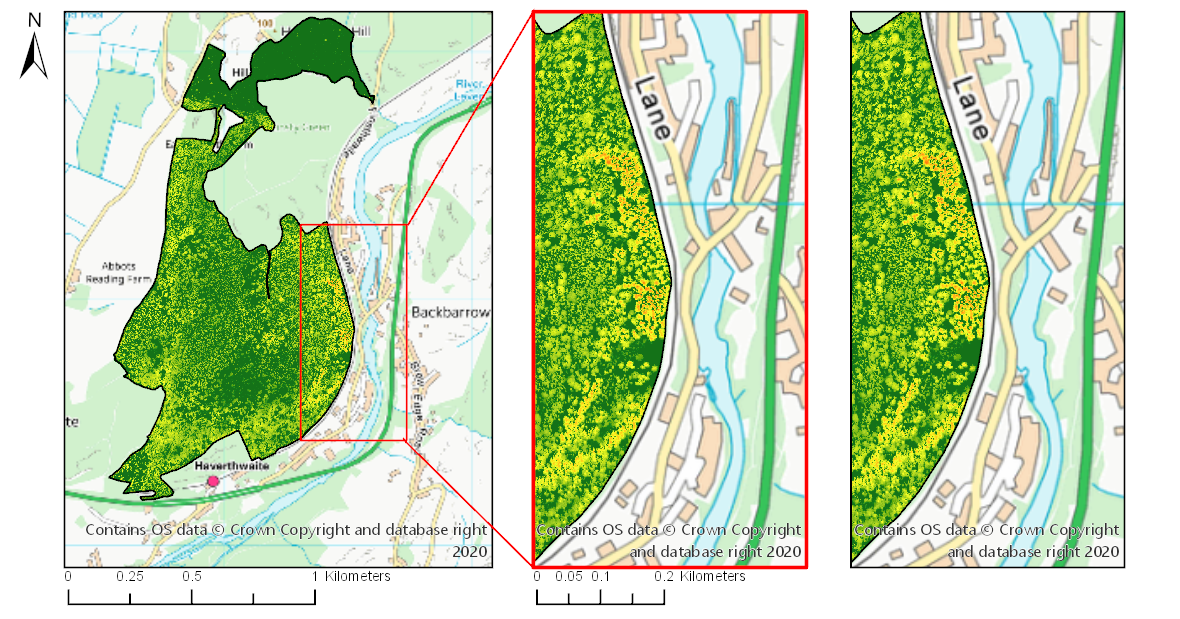 N
100
Hill
River
Leven
Hill
Lane
Abbots
Reading Farm
Backbarrow
te
Haverthwaite
Contains OS data © Crown Copyright and database right
2020
0 0.25 0.5 1 Kilometers
Lane
Contains OS data © Crown Copyright
and database right 2020
0 0.05 0.1 0.2 Kilometers
Lane
Contains OS data © Crown Copyright
and database right 2020